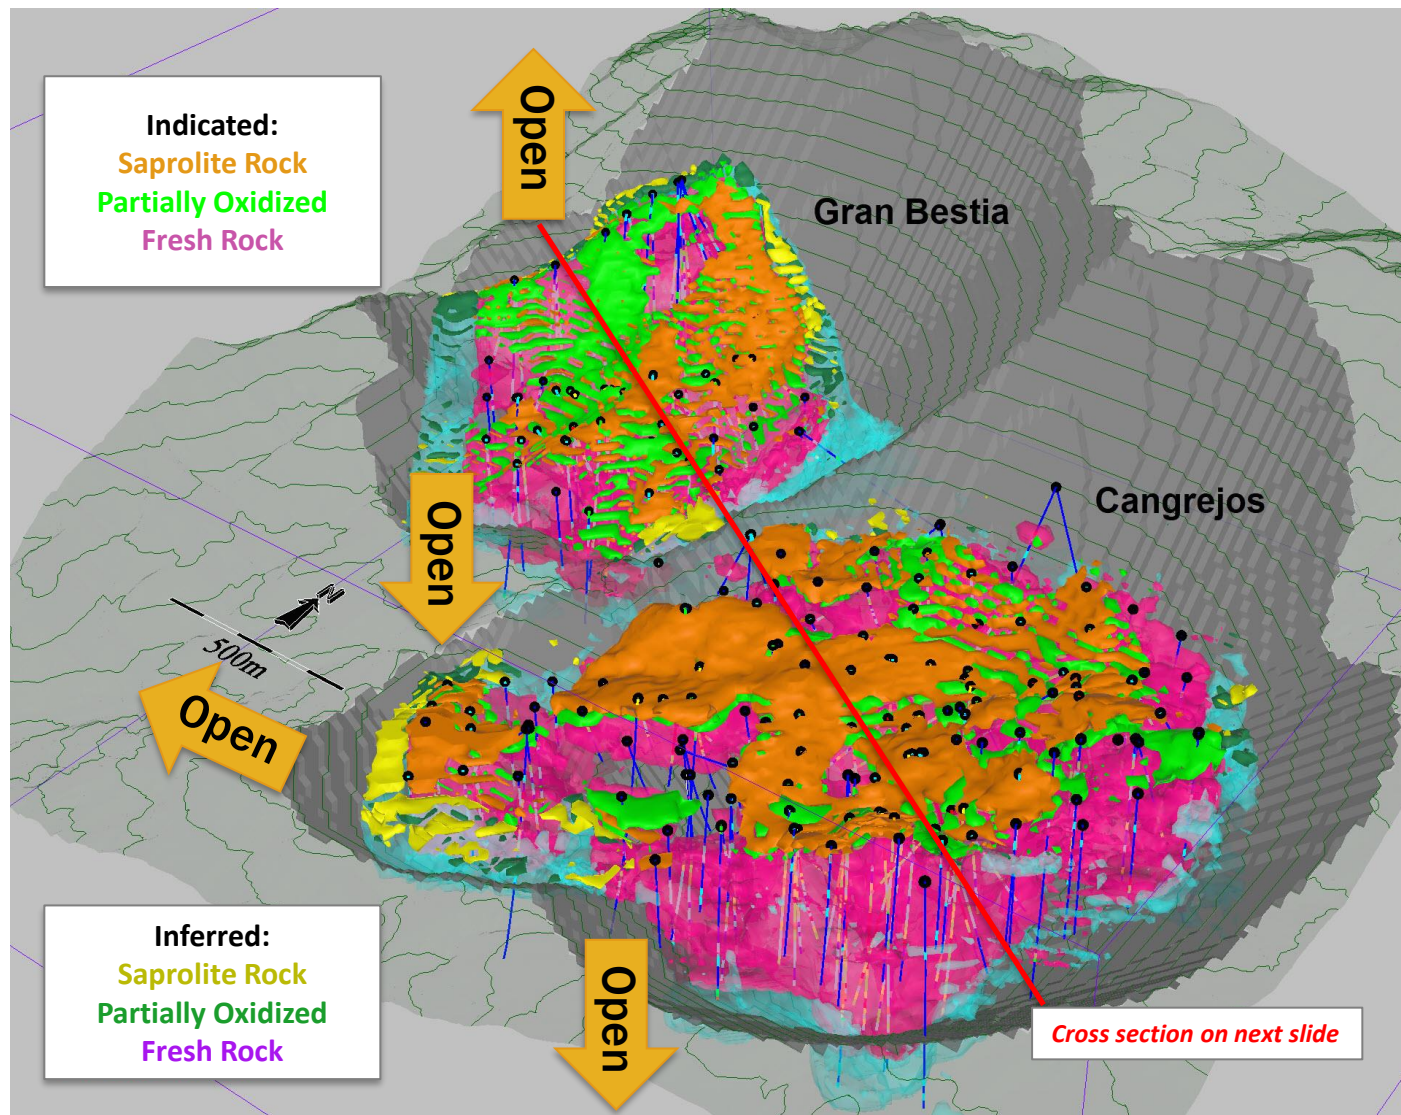 Indicated:
Saprolite Rock
Partially Oxidized
Fresh Rock
Open
Gran Bestia
Cangrejos
Open
N
500m
Open
Inferred:
Saprolite Rock
Partially Oxidized
Fresh Rock
Open
Cross section on next slide